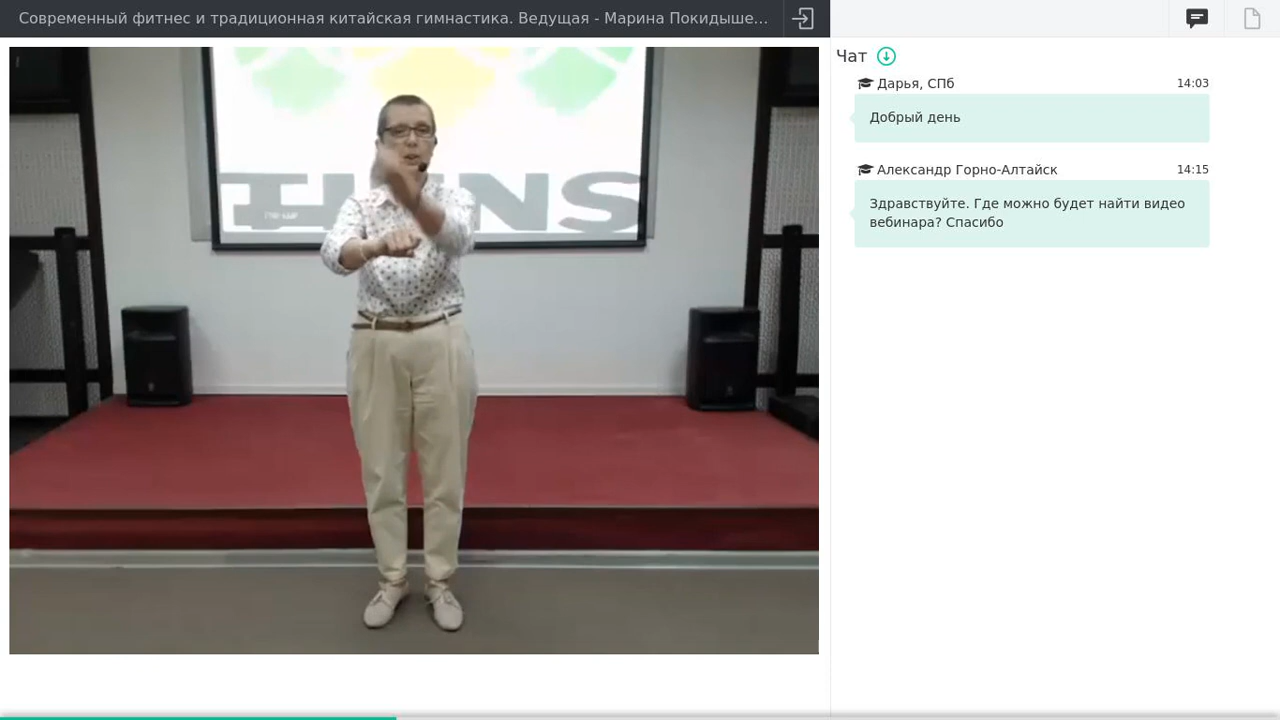 Современный фитнес и традиционная китайская гимнастика. Ведущая - Марина Покидыше...
Чат
Дарья, СПб 14:03
Добрый день
Александр Горно-Алтайск 14:15
Здравствуйте. Где можно будет найти видео
вебинара? Спасибо